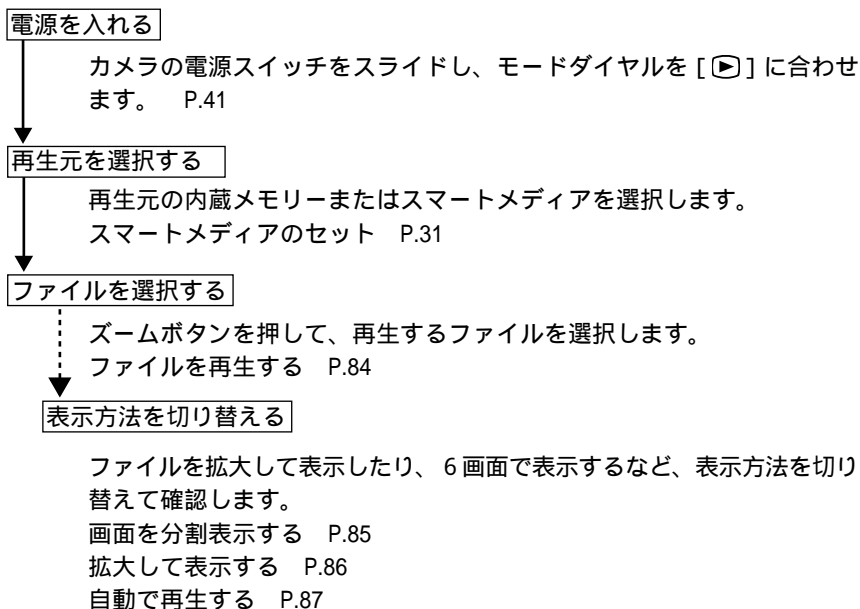 電源を入れる
カメラの電源スイッチをスライドし、モードダイヤルを [▶] に合わせ
ます。 P.41
再生元を選択する
再生元の内蔵メモリーまたはスマートメディアを選択します。
スマートメディアのセット P.31
ファイルを選択する
ズームボタンを押して、再生するファイルを選択します。
ファイルを再生する P.84
表示方法を切り替える
ファイルを拡大して表示したり、6画面で表示するなど、表示方法を切り
替えて確認します。
画面を分割表示する P.85
拡大して表示する P.86
自動で再生する P.87